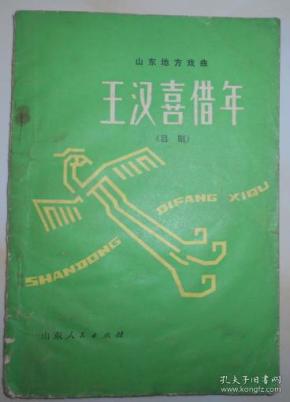 山东地方戏曲
王汉喜借年
(吕剧)
SHANDONG DIFANG XIQU
山东人民出版社
孔夫子旧书网